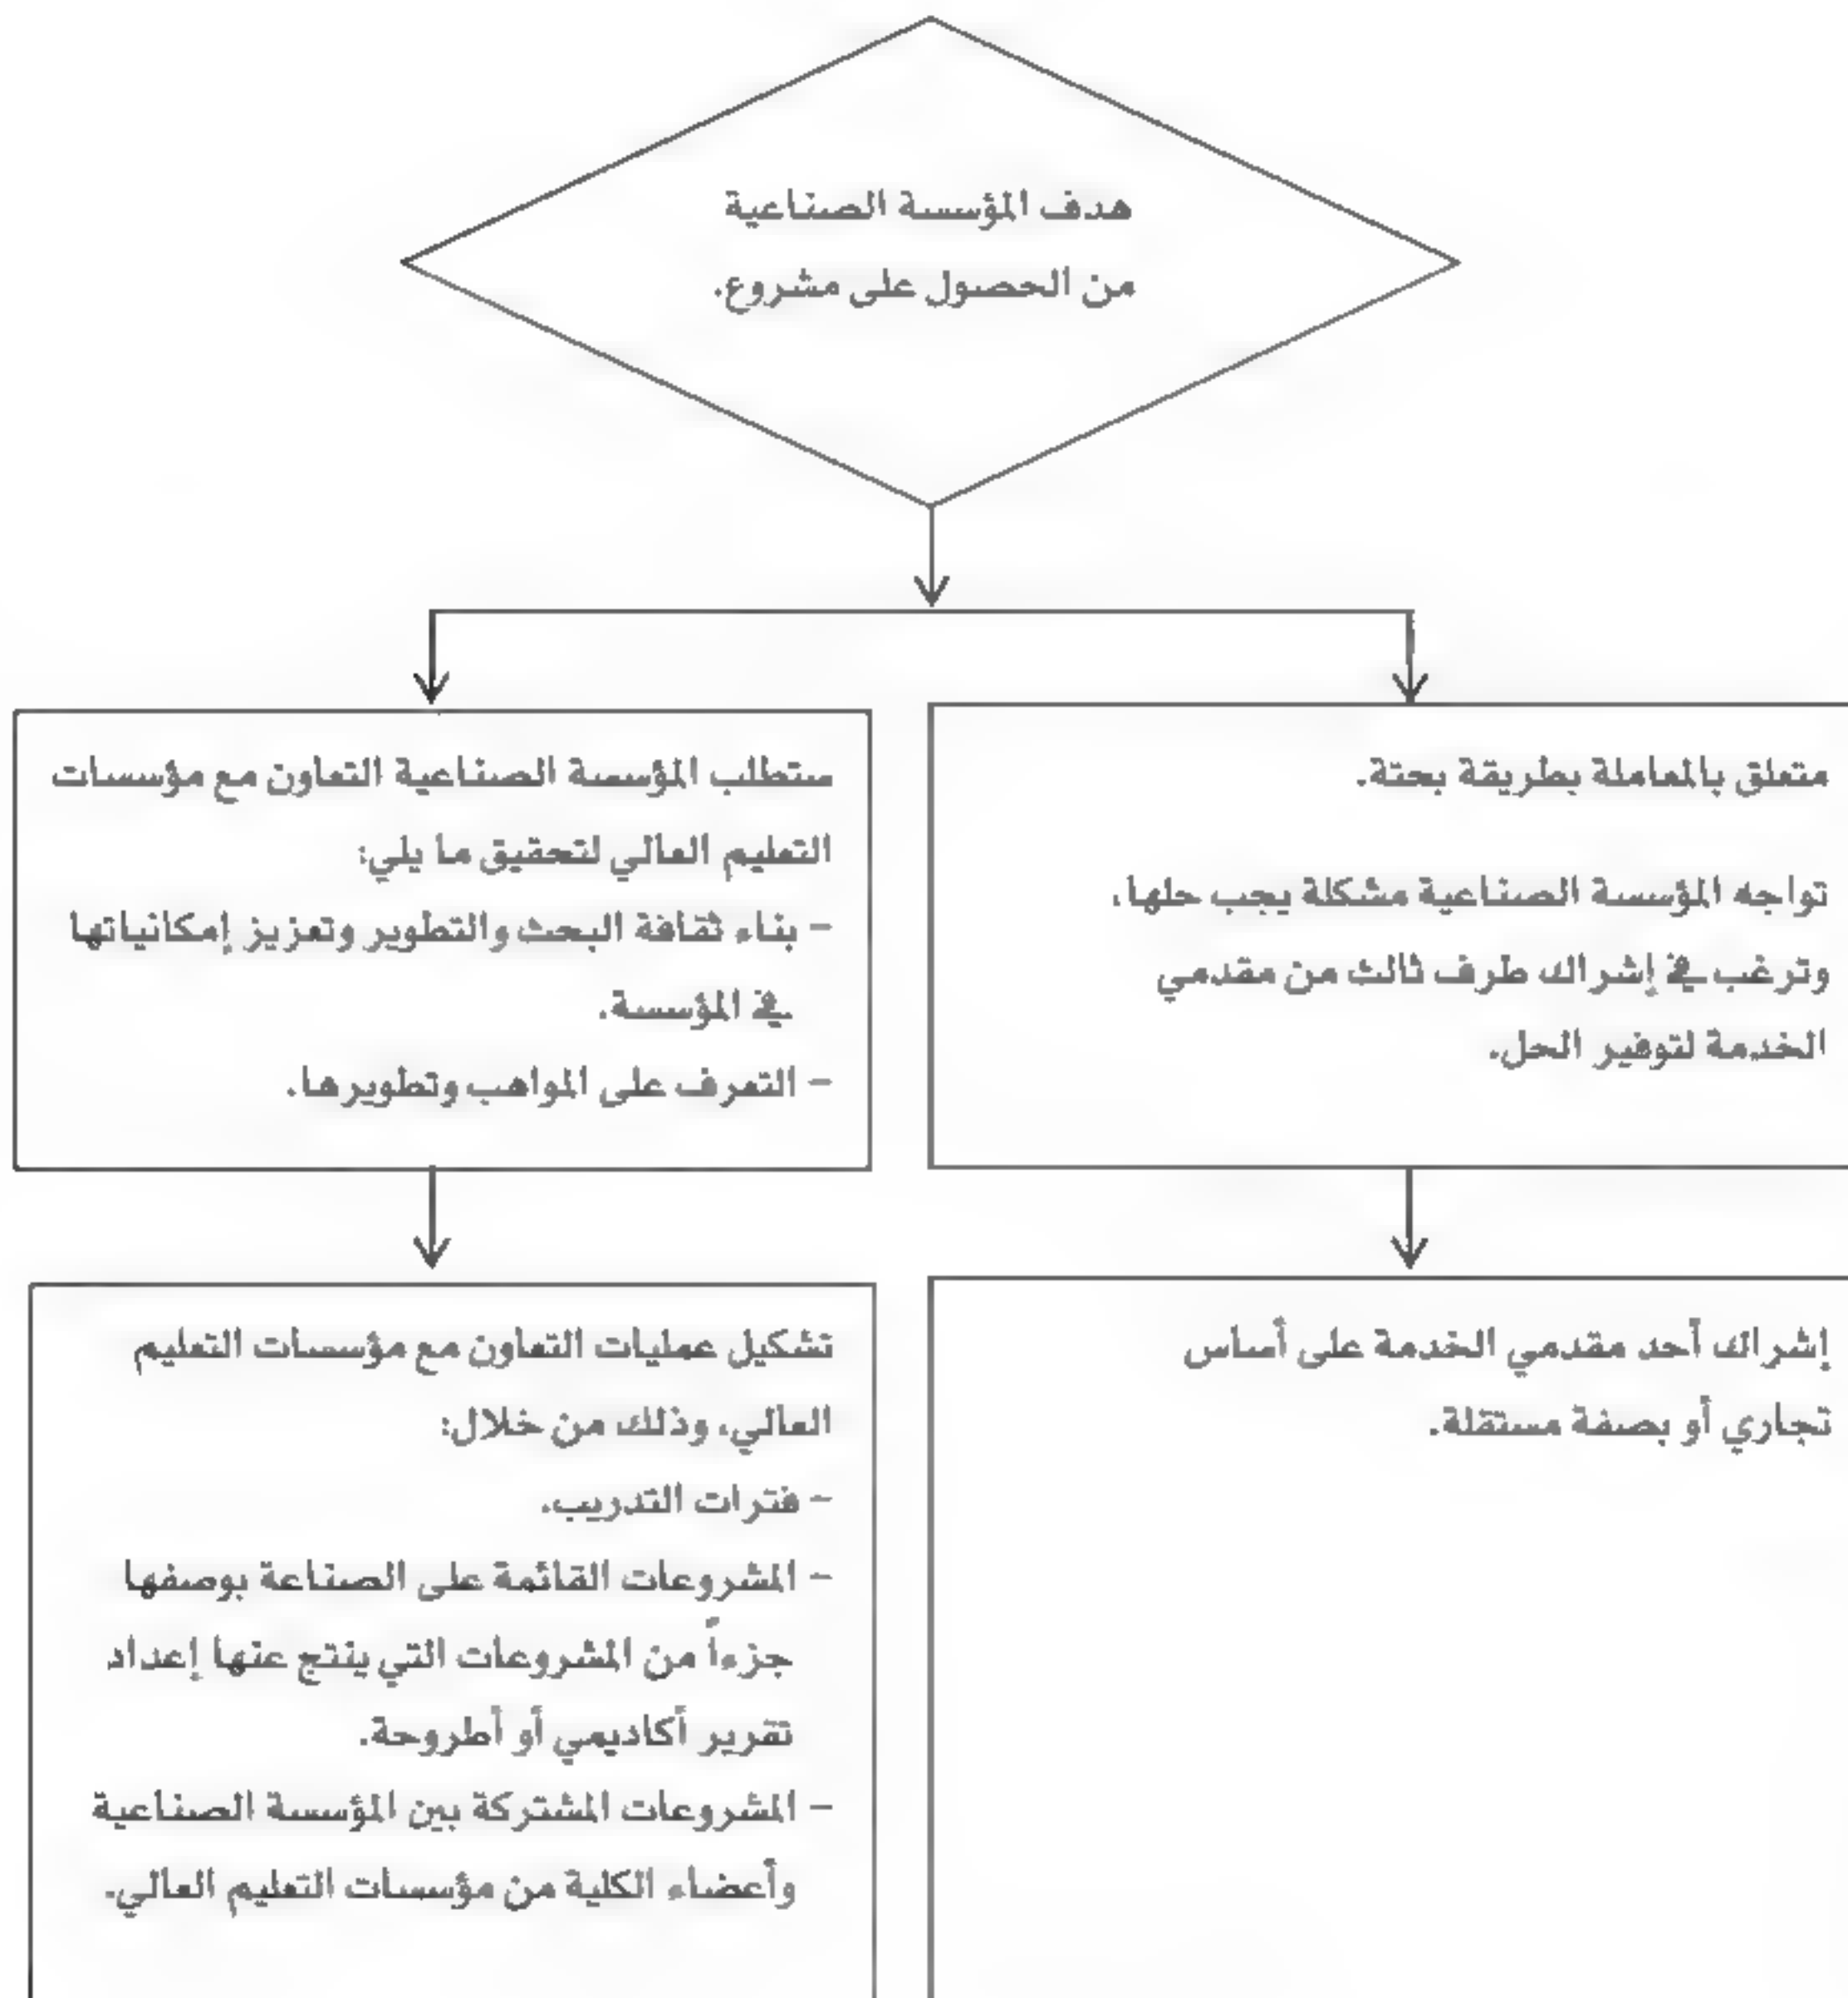 هدف المؤسسة الصناعية
من الحصول على مشروع.
متعلق بالمعاملة بطريقة بحتة.
تواجه المؤسسة الصناعية مشكلة يجب حلها،
وترغب في إشراك طرف ثالث من مقدمي
الخدمة لتوفير الحل.
ستطلب المؤسسة الصناعية التعاون مع مؤسسات
التعليم العالي لتحقيق ما يلي:
- بناء ثقافة البحث والتطوير وتعزيز إمكانياتها
في المؤسسة.
- التعرف على المواهب وتطويرها.
إشراك أحد مقدمي الخدمة على أساس
تجاري أو بصفة مستقلة.
تشكيل عمليات التعاون مع مؤسسات التعليم
العالي، وذلك من خلال:
- فترات التدريب.
- المشروعات القائمة على الصناعة بوصفها
جزءاً من المشروعات التي ينتج عنها إعداد
تقرير أكاديمي أو أطروحة.
- المشروعات المشتركة بين المؤسسة الصناعية
وأعضاء الكلية من مؤسسات التعليم العالي.